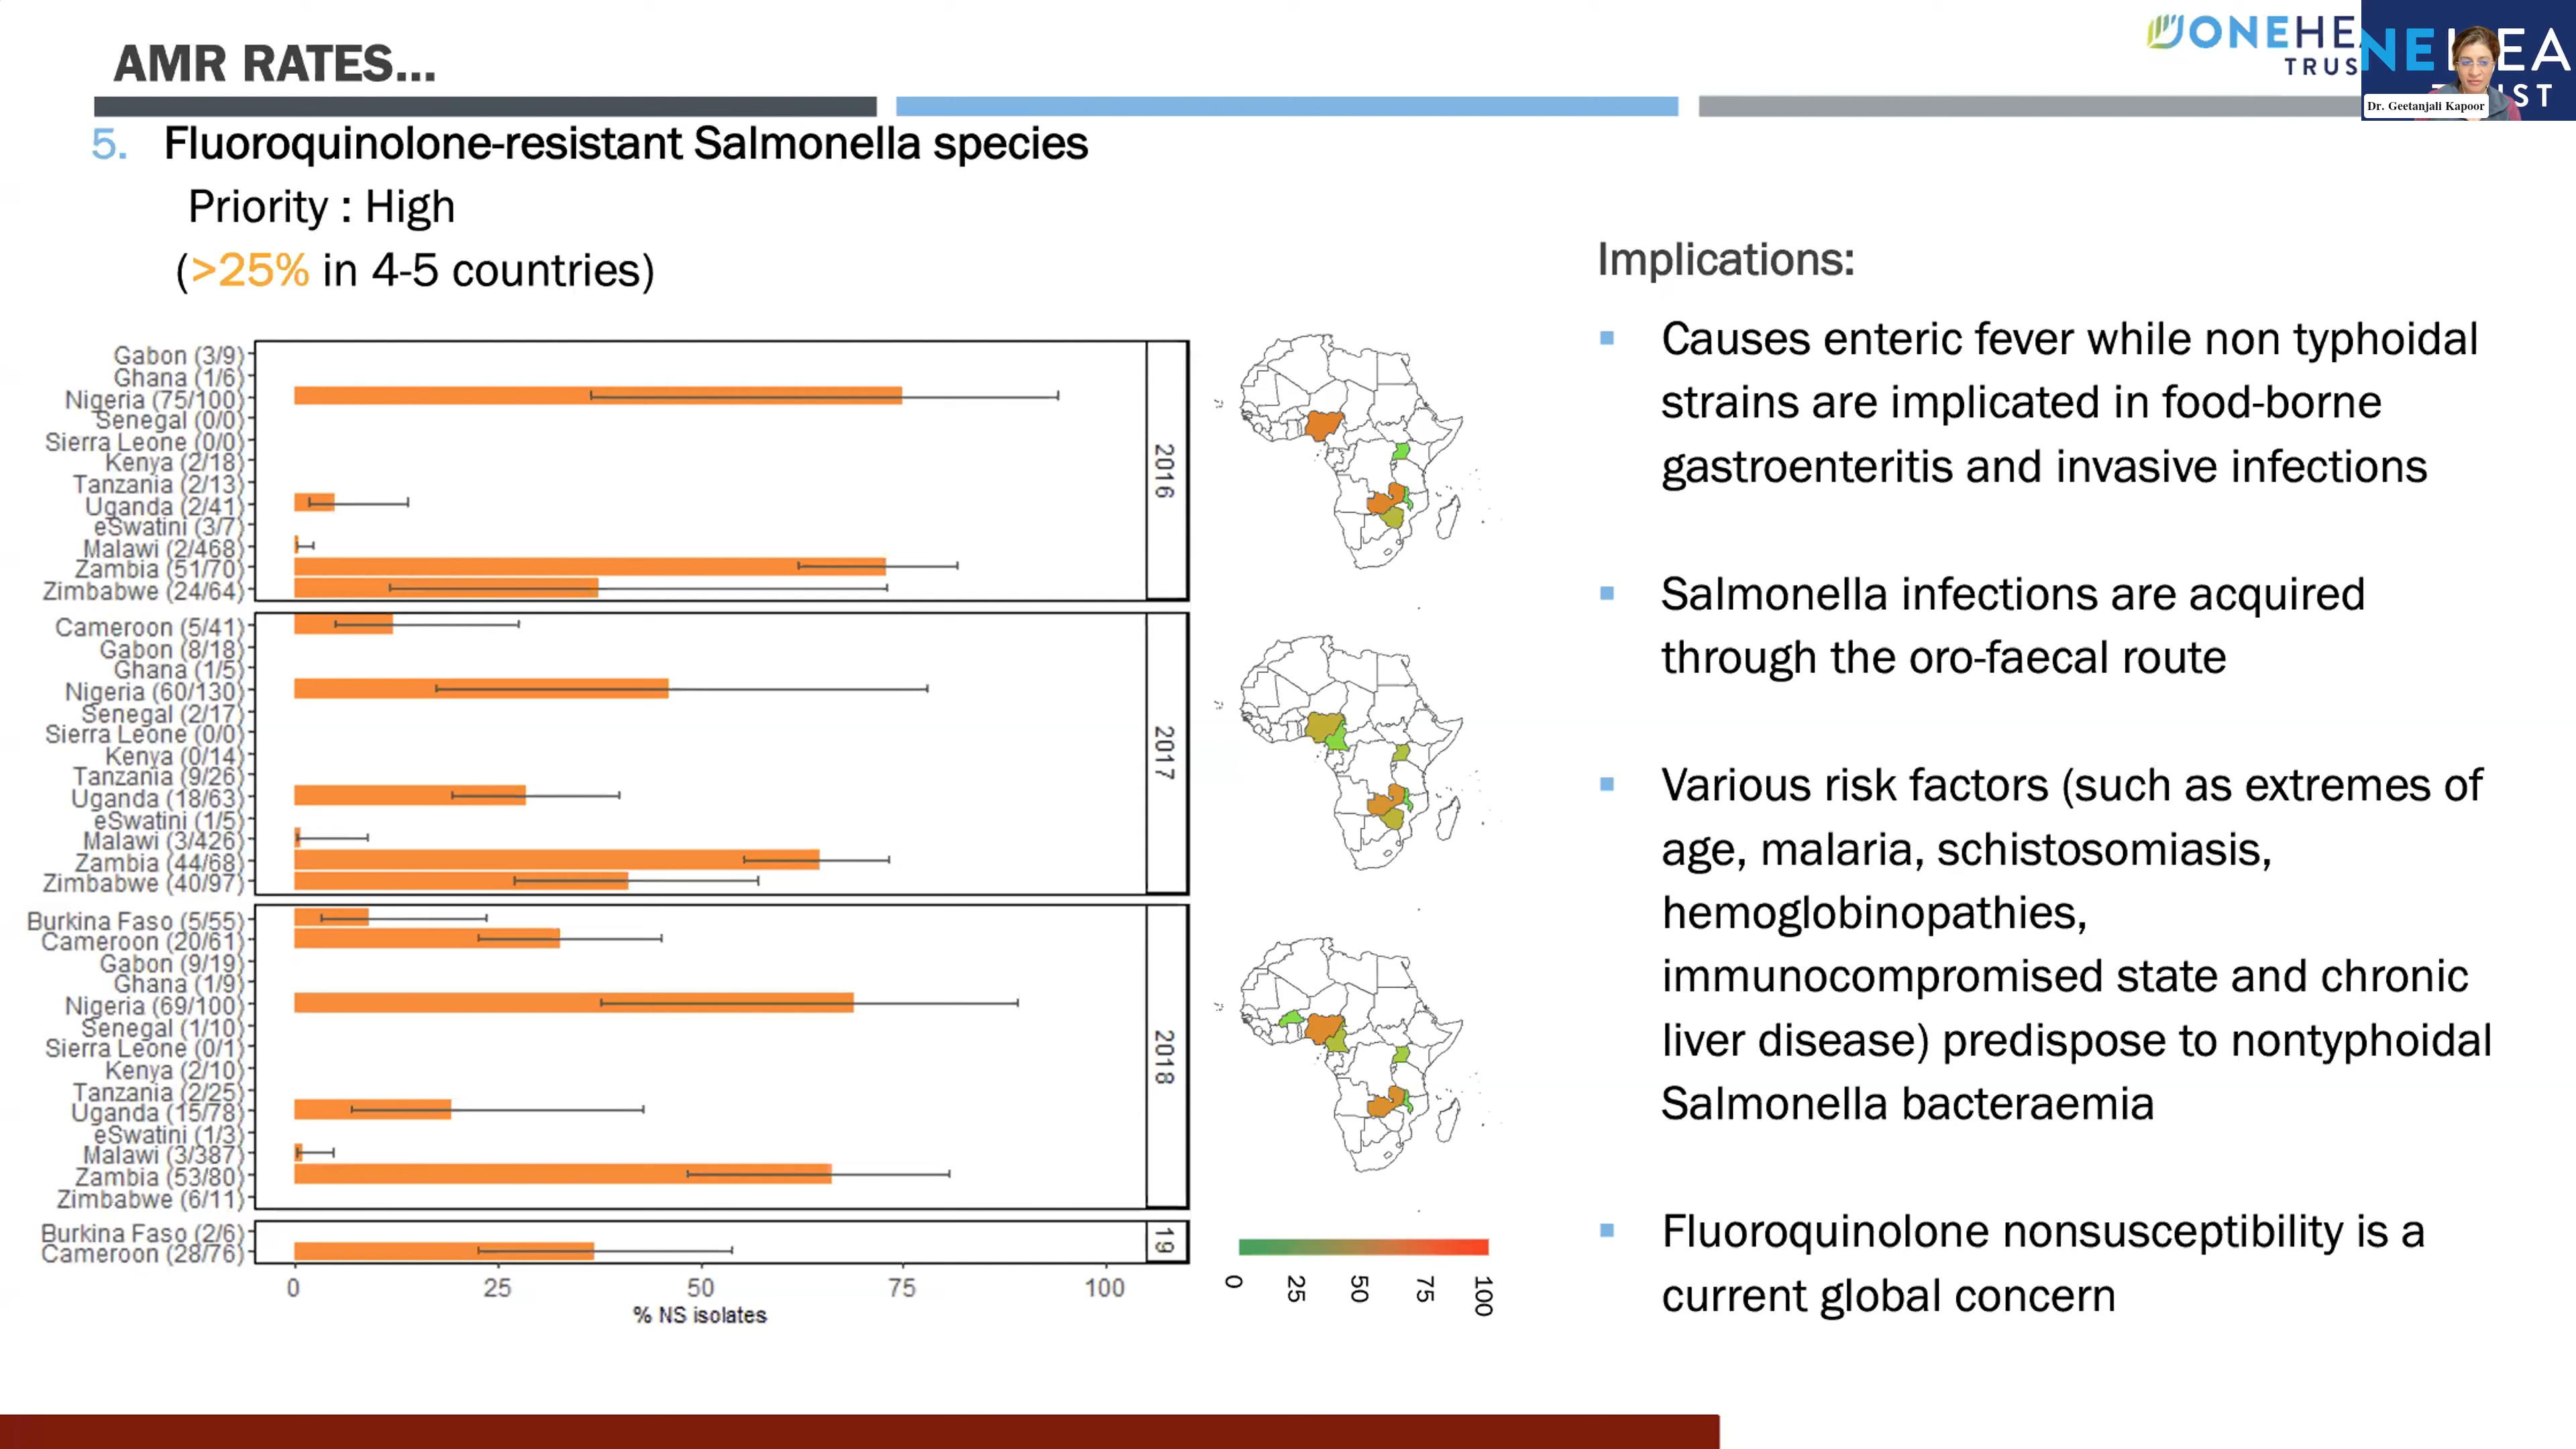 AMR RATES...
ONEHE
TRUS
NE H EA
T ST
Dr. Geetanjali Kapoor
5. Fluoroquinolone-resistant Salmonella species
Priority : High
(>25% in 4-5 countries)
Gabon (3/9)
Ghana (1/6)
Nigeria (75/100)
Senegal (0/0)
Sierra Leone (0/0)
Kenya (2/18)
Tanzania (2/13)
Uganda (2/41)
eSwatini (3/7)
Malawi (2/468)
Zambia (51/70)
Zimbabwe (24/64)
2016
Cameroon (5/41)
Gabon (8/18)
Ghana (1/5)
Nigeria (60/130)
Senegal (2/17)
Sierra Leone (0/0)
Kenya (0/14)
Tanzania (9/26)
Uganda (18/63)
eSwatini (1/5)
Malawi (3/426)
Zambia (44/68)
Zimbabwe (40/97)
2017
Burkina Faso (5/55)
Cameroon (20/61)
Gabon (9/19)
Ghana (1/9)
Nigeria (69/100)
Senegal (1/10)
Sierra Leone (0/1)
Kenya (2/10)
Tanzania (2/25)
Uganda (15/78)
eSwatini (1/3)
Malawi (3/387)
Zambia (53/80)
Zimbabwe (6/11)
2018
Burkina Faso (2/6)
Cameroon (28/76)
19
0 25 50 75 100
% NS isolates
0 25 50 75 100
Implications:
Causes enteric fever while non typhoidal
strains are implicated in food-borne
gastroenteritis and invasive infections
Salmonella infections are acquired
through the oro-faecal route
Various risk factors (such as extremes of
age, malaria, schistosomiasis,
hemoglobinopathies,
immunocompromised state and chronic
liver disease) predispose to nontyphoidal
Salmonella bacteraemia
Fluoroquinolone nonsusceptibility is a
current global concern